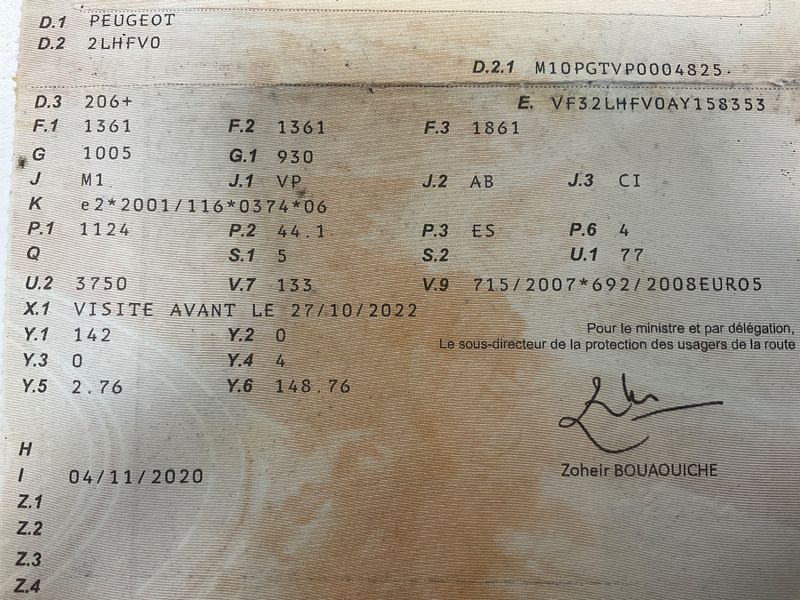 D.1 PEUGEOT
D.2 2LHFV0
D.2.1 M10PGTVP0004825
D.3 206+ E. VF32LHFV0AY158353
F.1 1361 F.2 1361 F.3 1861
G 1005 G.1 930
J M1 J.1 VP J.2 AB J.3 CI
K e2*2001/116*0374*06
P.1 1124 P.2 44.1 P.3 ES P.6 4
Q S.1 5 S.2 U.1 77
U.2 3750 V.7 133 V.9 715/2007*692/2008EURO5
X.1 VISITE AVANT LE 27/10/2022
Y.1 142 Y.2 0
Y.3 0 Y.4 4
Y.5 2.76 Y.6 148.76
Pour le ministre et par délégation,
Le sous-directeur de la protection des usagers de la route
Zoheir BOUAOUICHE
H
I 04/11/2020
Z.1
Z.2
Z.3
Z.4